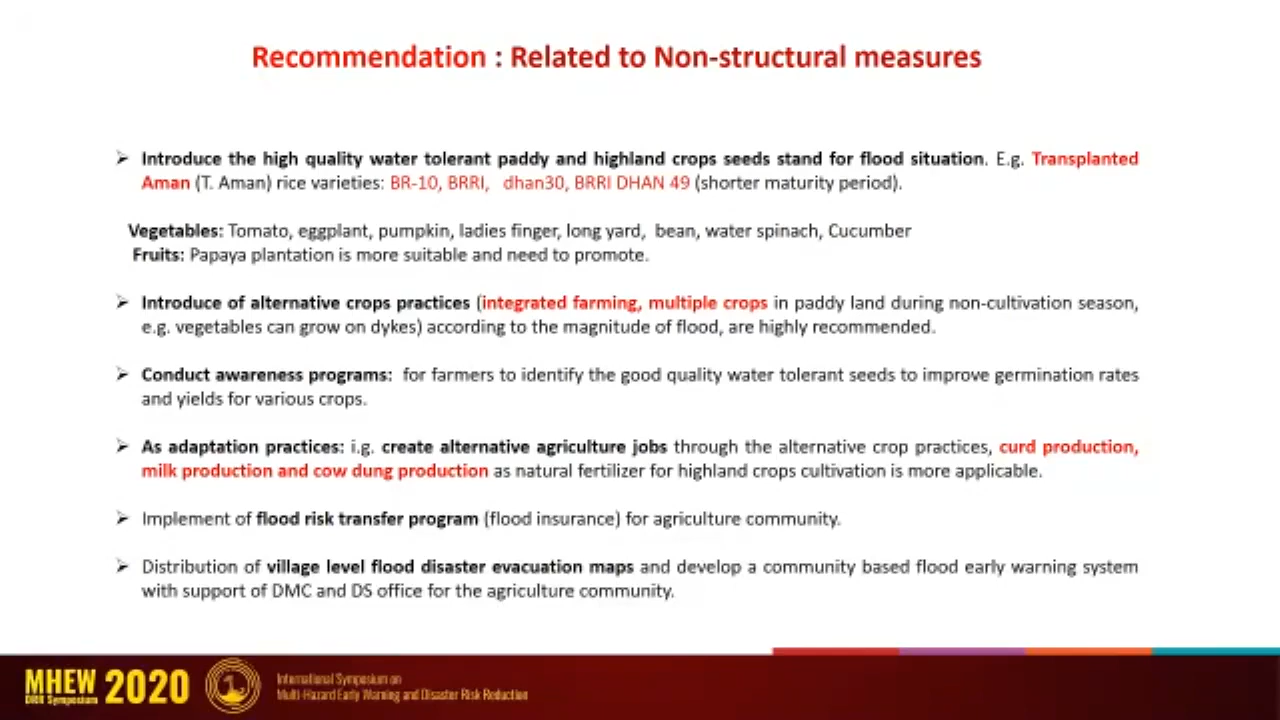 Recommendation : Related to Non-structural measures
➢ Introduce the high quality water tolerant paddy and highland crops seeds stand for flood situation. E.g. Transplanted
Aman (T. Aman) rice varieties: BR-10, BRRI, dhan30, BRRI DHAN 49 (shorter maturity period).
Vegetables: Tomato, eggplant, pumpkin, ladies finger, long yard, bean, water spinach, Cucumber
Fruits: Papaya plantation is more suitable and need to promote.
➢ Introduce of alternative crops practices (integrated farming, multiple crops in paddy land during non-cultivation season,
e.g. vegetables can grow on dykes) according to the magnitude of flood, are highly recommended.
➢ Conduct awareness programs: for farmers to identify the good quality water tolerant seeds to improve germination rates
and yields for various crops.
➢ As adaptation practices: i.g. create alternative agriculture jobs through the alternative crop practices, curd production,
milk production and cow dung production as natural fertilizer for highland crops cultivation is more applicable.
➢ Implement of flood risk transfer program (flood insurance) for agriculture community.
➢ Distribution of village level flood disaster evacuation maps and develop a community based flood early warning system
with support of DMC and DS office for the agriculture community.
MHEW 2020
DRR Symposium
International Symposium on
Multi-Hazard Early Warning and Disaster Risk Reduction